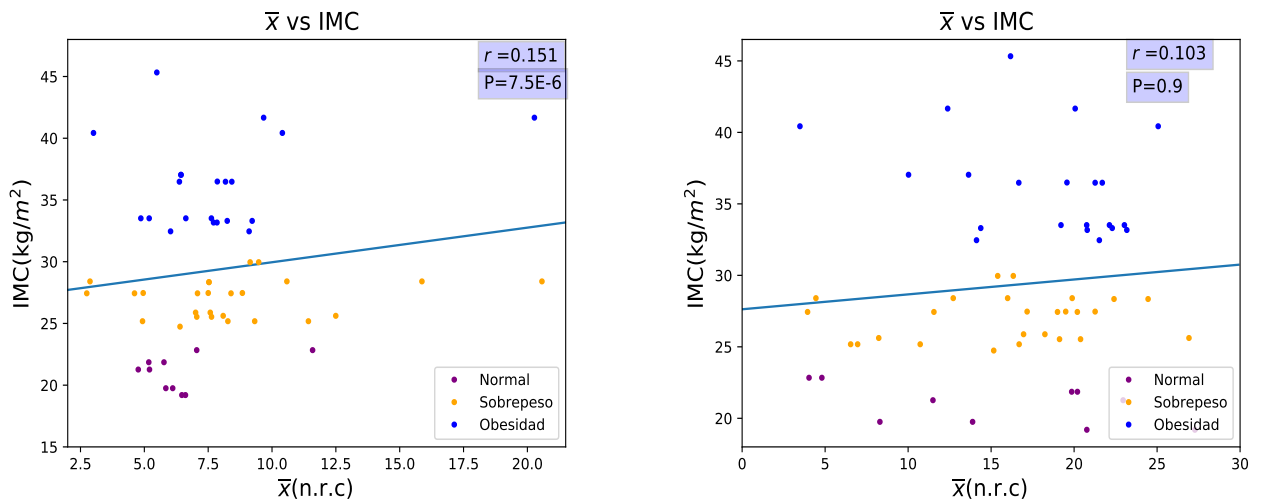 x̅ vs IMC
r =0.151
P=7.5E-6
45
40
35
30
25
20
15
IMC(kg/m²)
Normal
Sobrepeso
Obesidad
2.5 5.0 7.5 10.0 12.5 15.0 17.5 20.0
x̅(n.r.c)
x̅ vs IMC
r =0.103
P=0.9
45
40
35
30
25
20
IMC(kg/m²)
Normal
Sobrepeso
Obesidad
0 5 10 15 20 25 30
x̅(n.r.c)